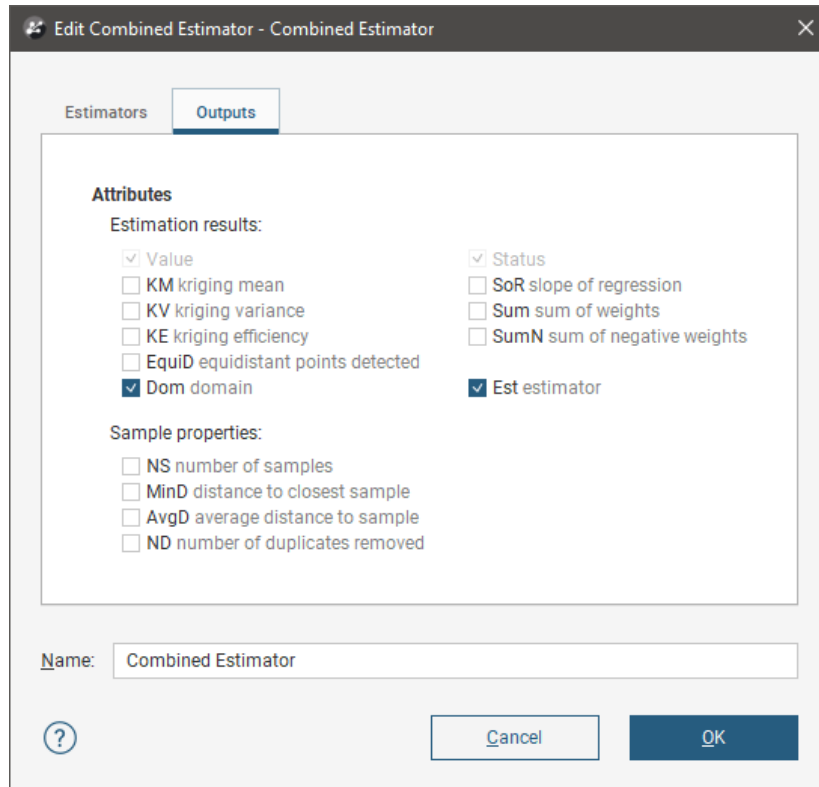 Edit Combined Estimator - Combined Estimator
Estimators Outputs
Attributes
Estimation results:
Value Status
KM kriging mean SoR slope of regression
KV kriging variance Sum sum of weights
KE kriging efficiency SumN sum of negative weights
EquiD equidistant points detected
Dom domain Est estimator
Sample properties:
NS number of samples
MinD distance to closest sample
AvgD average distance to sample
ND number of duplicates removed
Name: Combined Estimator
? Cancel OK